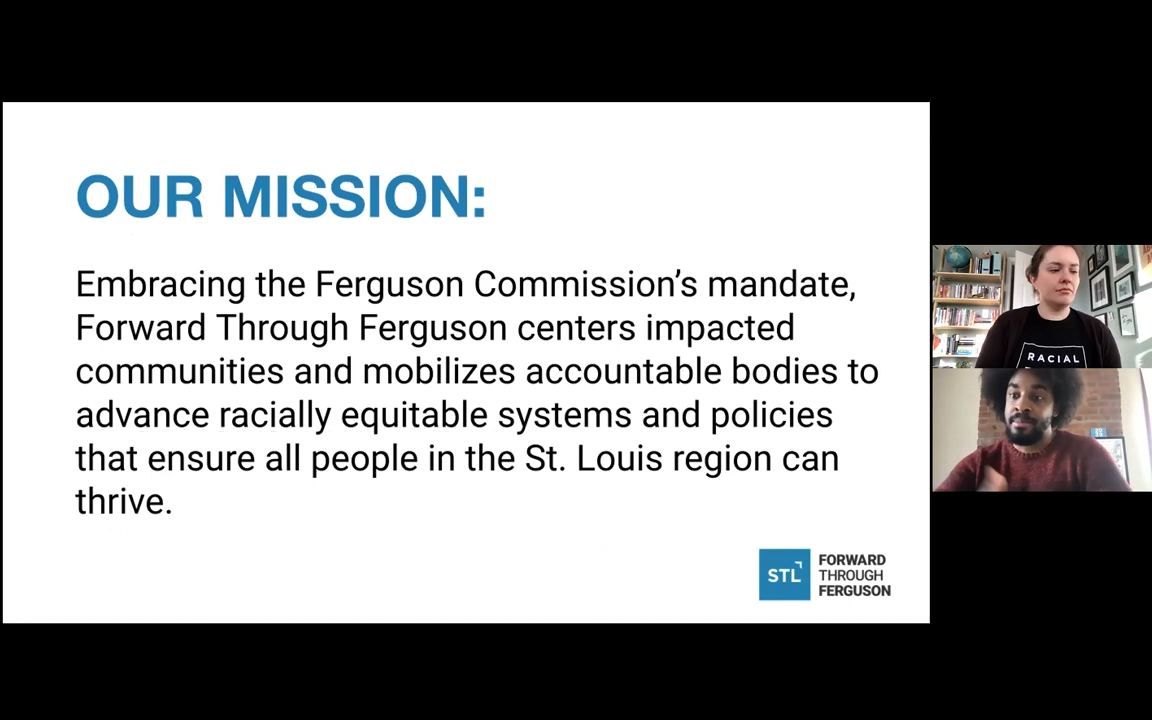 OUR MISSION:
Embracing the Ferguson Commission’s mandate,
Forward Through Ferguson centers impacted
communities and mobilizes accountable bodies to
advance racially equitable systems and policies
that ensure all people in the St. Louis region can
thrive.
STL
FORWARD
THROUGH
FERGUSON
RACIAL